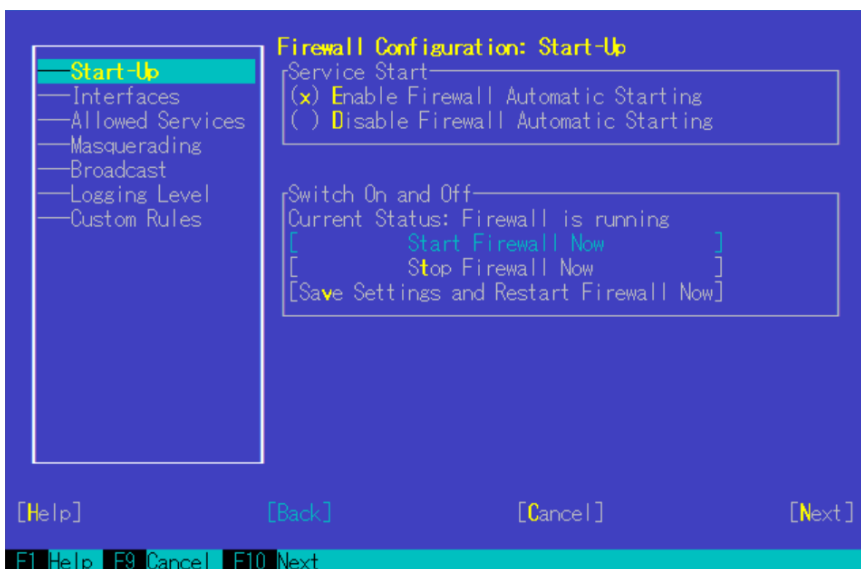 Firewall Configuration: Start-Up
Start-Up
Interfaces
Allowed Services
Masquerading
Broadcast
Logging Level
Custom Rules
Service Start
(x) Enable Firewall Automatic Starting
( ) Disable Firewall Automatic Starting
Switch On and Off
Current Status: Firewall is running
[ Start Firewall Now ]
[ Stop Firewall Now ]
[Save Settings and Restart Firewall Now]
[Help] [Back] [Cancel] [Next]
F1 Help F9 Cancel F10 Next